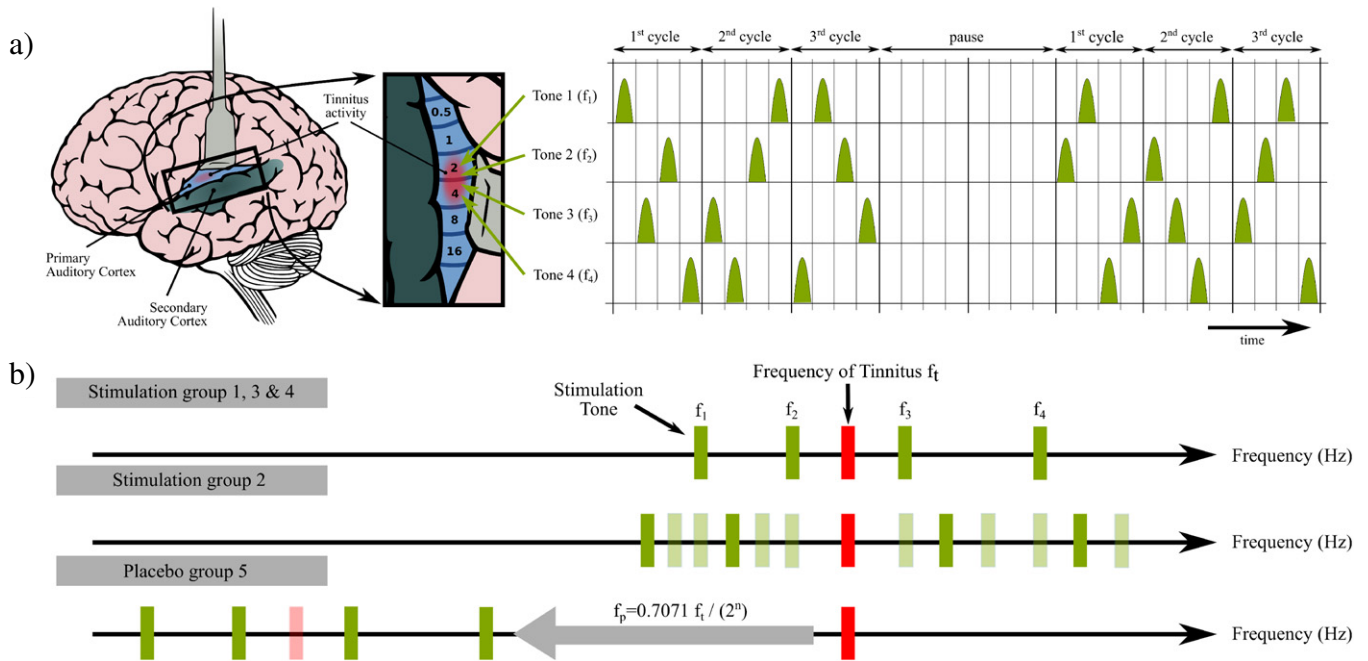 a)
1st cycle
2nd cycle
3rd cycle
pause
1st cycle
2nd cycle
3rd cycle
Tinnitus
activity
0.5
1
2
4
8
16
Tone 1 (f1)
Tone 2 (f2)
Tone 3 (f3)
Tone 4 (f4)
Primary
Auditory Cortex
Secondary
Auditory Cortex
time
b)
Stimulation group 1, 3 & 4
Stimulation
Tone
Frequency of Tinnitus ft
f1
f2
f3
f4
Frequency (Hz)
Stimulation group 2
Frequency (Hz)
Placebo group 5
fp=0.7071 ft / (2n)
Frequency (Hz)